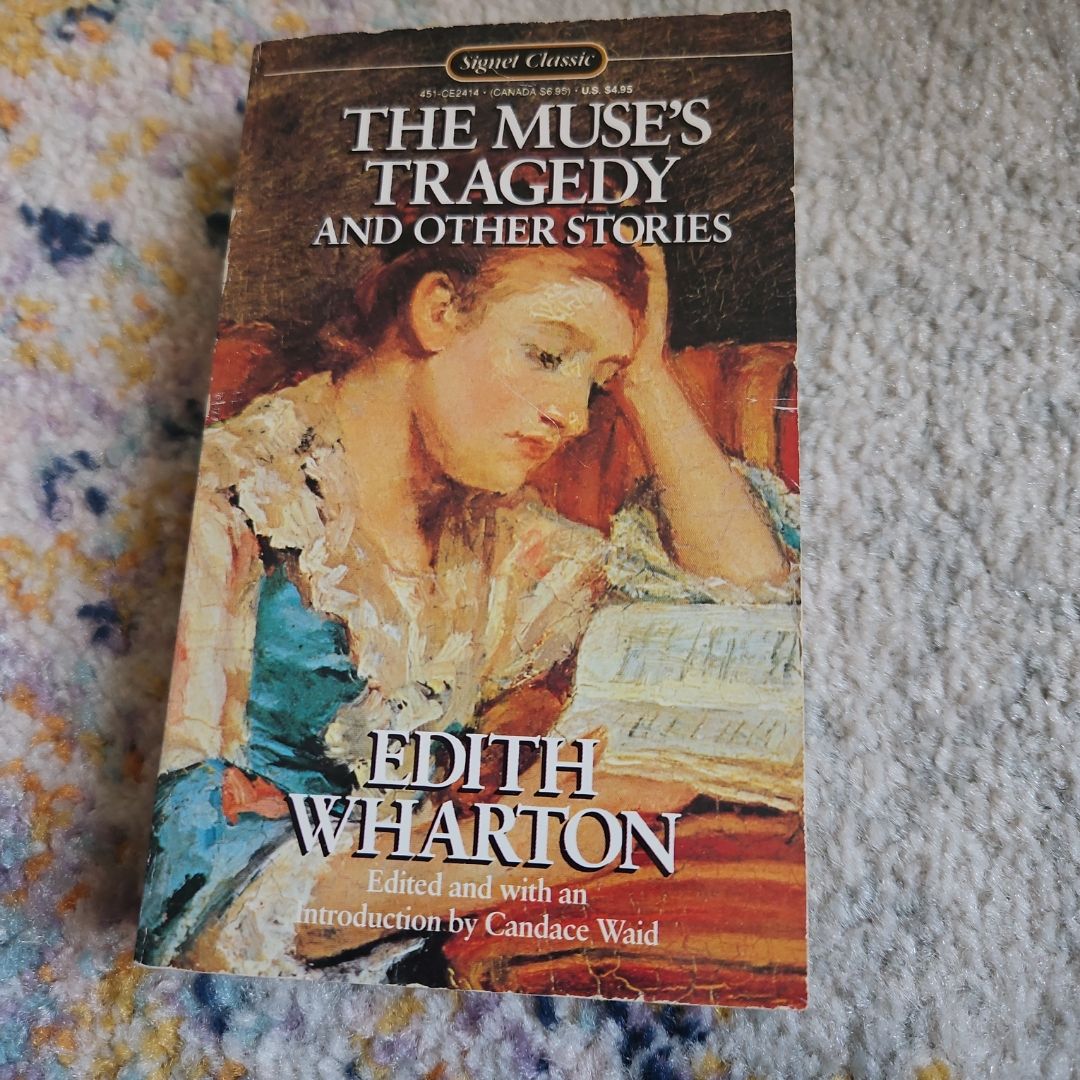 Signet Classic
451-CE2414 · (CANADA $6.95) · U.S. $4.95
THE MUSE'S
TRAGEDY
AND OTHER STORIES
EDITH
WHARTON
Edited and with an
Introduction by Candace Waid